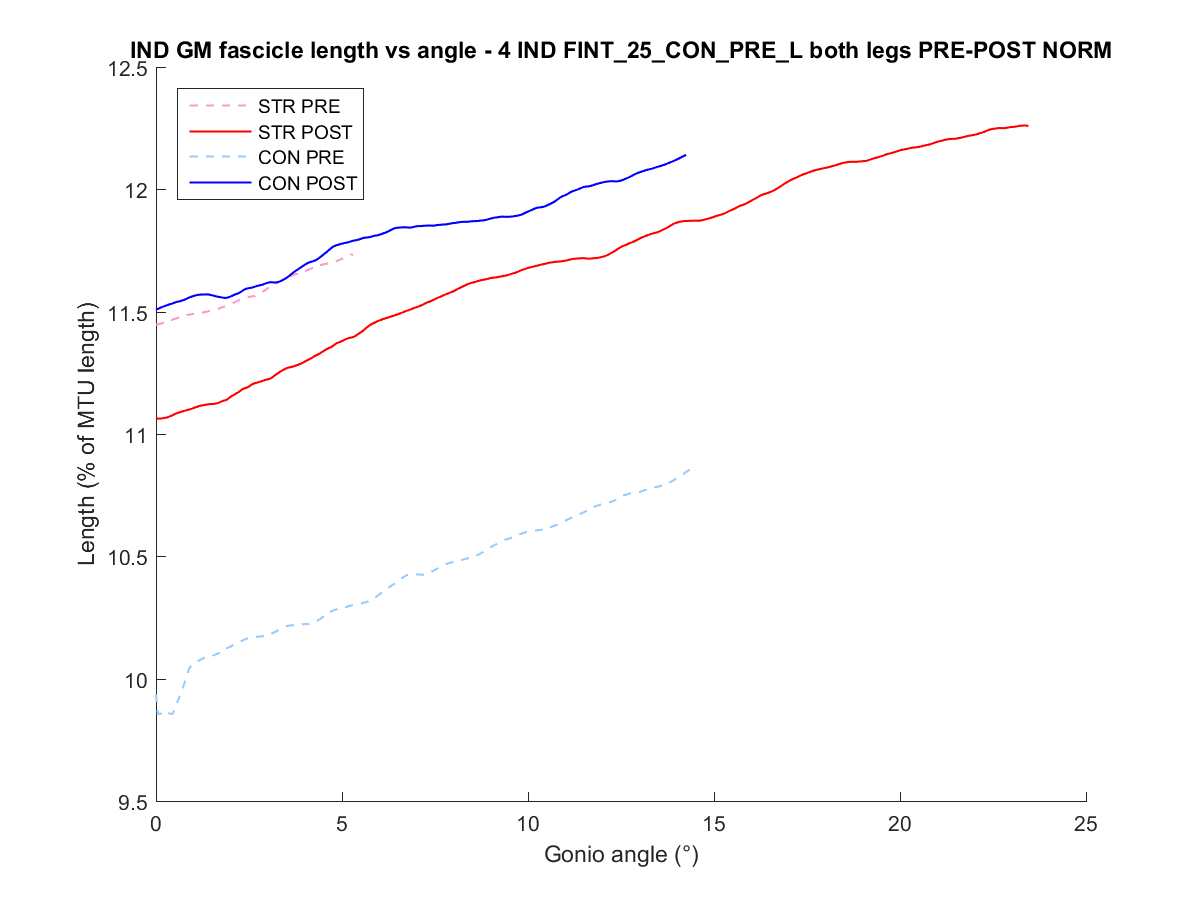 IND GM fascicle length vs angle - 4 IND FINT_25_CON_PRE_L both legs PRE-POST NORM
STR PRE
STR POST
CON PRE
CON POST
Length (% of MTU length)
12.5
12
11.5
11
10.5
10
9.5
0
5
10
15
20
25
Gonio angle (°)